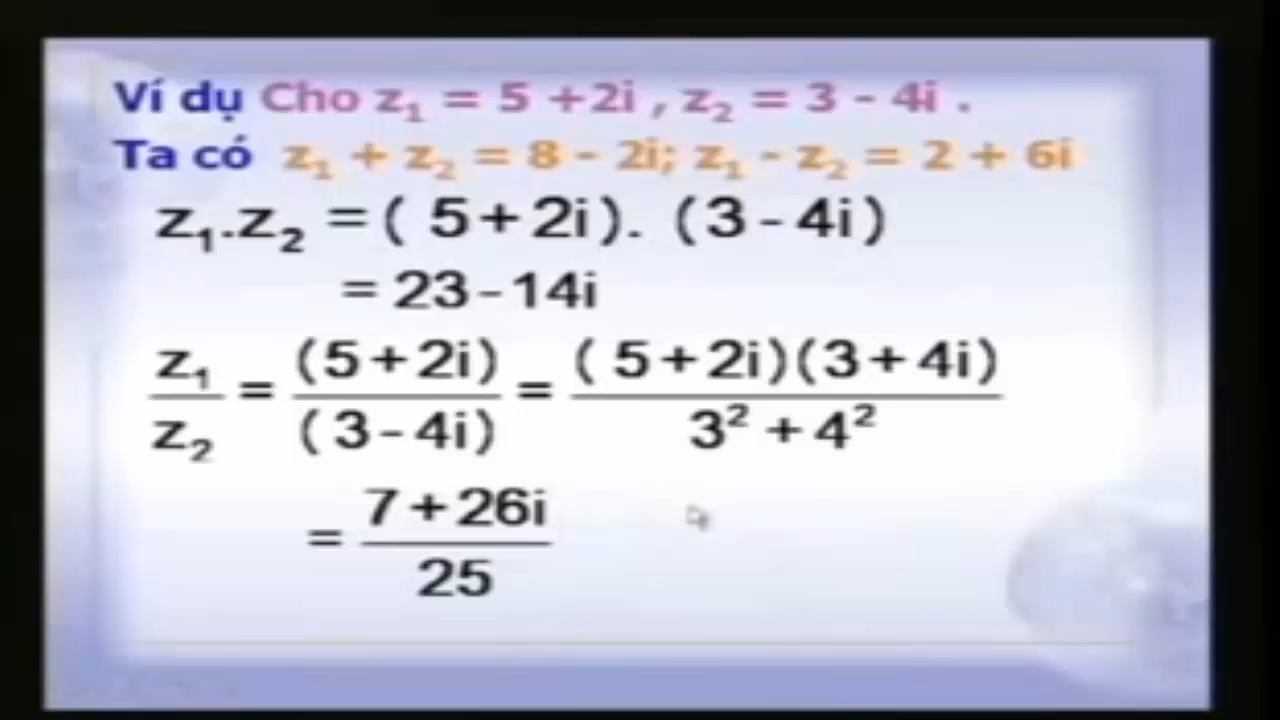 Ví dụ Cho z₁ = 5 +2i , z₂ = 3 - 4i .
Ta có z₁ + z₂ = 8 - 2i; z₁ - z₂ = 2 + 6i
z₁.z₂ = ( 5+2i). (3-4i)
= 23-14i
z₁/z₂ = (5+2i)/(3-4i) = (5+2i)(3+4i)/3²+4²
= 7+26i/25